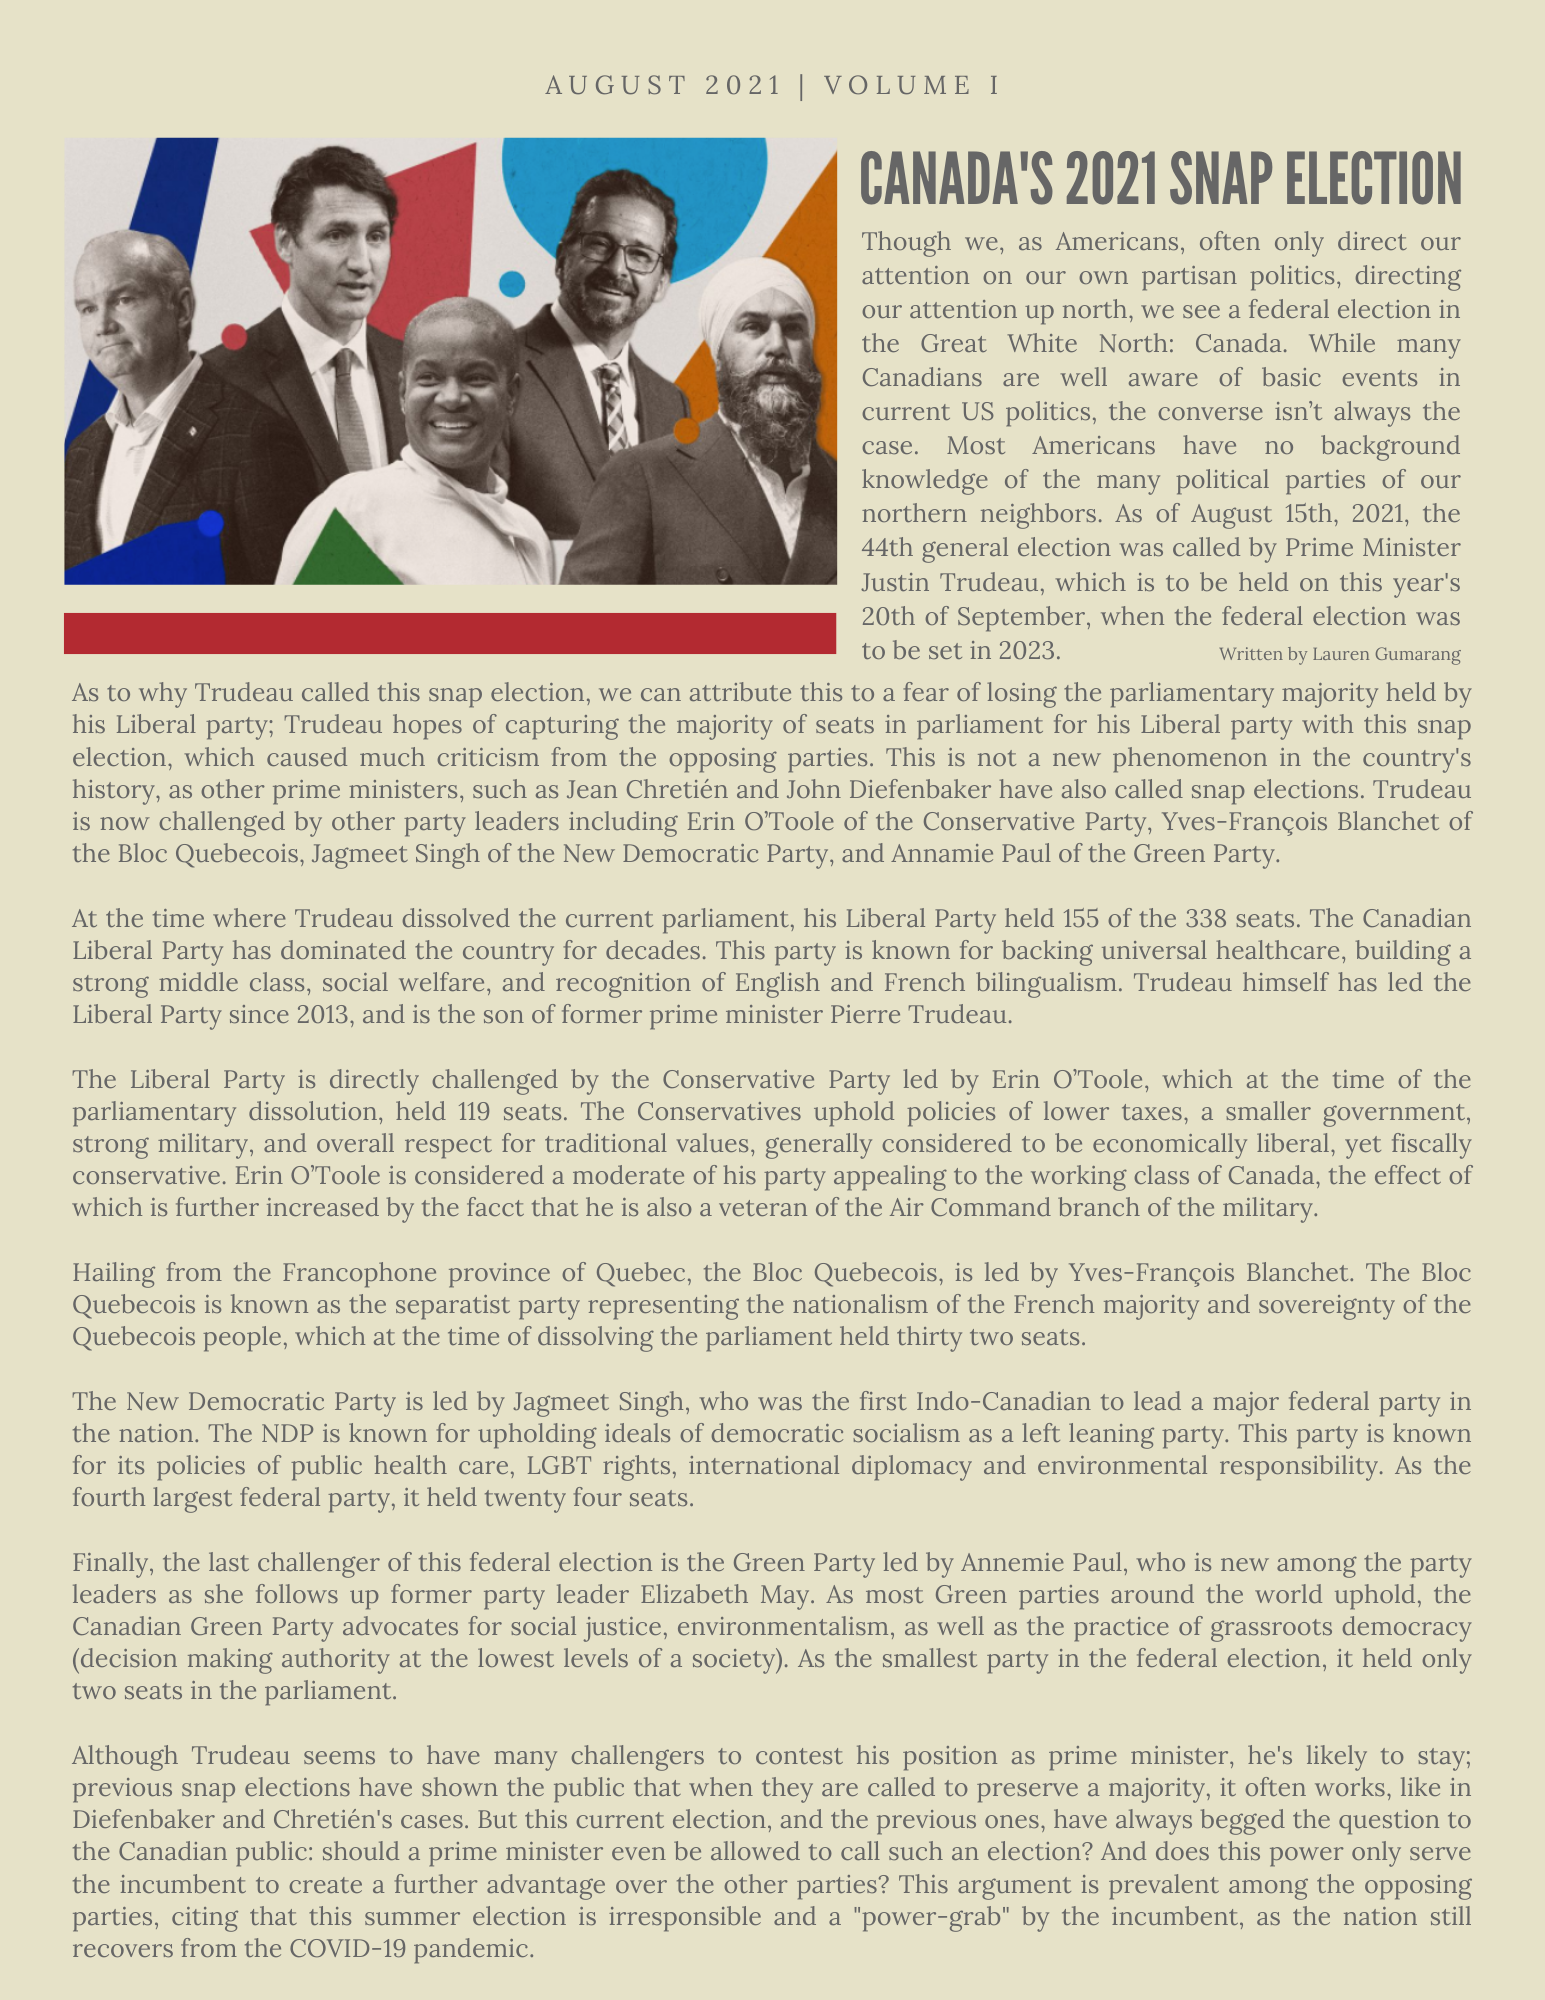 AUGUST 2021 | VOLUME I
CANADA'S 2021 SNAP ELECTION
Though we, as Americans, often only direct our
attention on our own partisan politics, directing
our attention up north, we see a federal election in
the Great White North: Canada. While many
Canadians are well aware of basic events in
current US politics, the converse isn’t always the
case. Most Americans have no background
knowledge of the many political parties of our
northern neighbors. As of August 15th, 2021, the
44th general election was called by Prime Minister
Justin Trudeau, which is to be held on this year's
20th of September, when the federal election was
to be set in 2023.
Written by Lauren Gumarang
As to why Trudeau called this snap election, we can attribute this to a fear of losing the parliamentary majority held by
his Liberal party; Trudeau hopes of capturing the majority of seats in parliament for his Liberal party with this snap
election, which caused much criticism from the opposing parties. This is not a new phenomenon in the country's
history, as other prime ministers, such as Jean Chretién and John Diefenbaker have also called snap elections. Trudeau
is now challenged by other party leaders including Erin O’Toole of the Conservative Party, Yves-François Blanchet of
the Bloc Quebecois, Jagmeet Singh of the New Democratic Party, and Annamie Paul of the Green Party.
At the time where Trudeau dissolved the current parliament, his Liberal Party held 155 of the 338 seats. The Canadian
Liberal Party has dominated the country for decades. This party is known for backing universal healthcare, building a
strong middle class, social welfare, and recognition of English and French bilingualism. Trudeau himself has led the
Liberal Party since 2013, and is the son of former prime minister Pierre Trudeau.
The Liberal Party is directly challenged by the Conservative Party led by Erin O’Toole, which at the time of the
parliamentary dissolution, held 119 seats. The Conservatives uphold policies of lower taxes, a smaller government,
strong military, and overall respect for traditional values, generally considered to be economically liberal, yet fiscally
conservative. Erin O’Toole is considered a moderate of his party appealing to the working class of Canada, the effect of
which is further increased by the facct that he is also a veteran of the Air Command branch of the military.
Hailing from the Francophone province of Quebec, the Bloc Quebecois, is led by Yves-François Blanchet. The Bloc
Quebecois is known as the separatist party representing the nationalism of the French majority and sovereignty of the
Quebecois people, which at the time of dissolving the parliament held thirty two seats.
The New Democratic Party is led by Jagmeet Singh, who was the first Indo-Canadian to lead a major federal party in
the nation. The NDP is known for upholding ideals of democratic socialism as a left leaning party. This party is known
for its policies of public health care, LGBT rights, international diplomacy and environmental responsibility. As the
fourth largest federal party, it held twenty four seats.
Finally, the last challenger of this federal election is the Green Party led by Annemie Paul, who is new among the party
leaders as she follows up former party leader Elizabeth May. As most Green parties around the world uphold, the
Canadian Green Party advocates for social justice, environmentalism, as well as the practice of grassroots democracy
(decision making authority at the lowest levels of a society). As the smallest party in the federal election, it held only
two seats in the parliament.
Although Trudeau seems to have many challengers to contest his position as prime minister, he's likely to stay;
previous snap elections have shown the public that when they are called to preserve a majority, it often works, like in
Diefenbaker and Chretién's cases. But this current election, and the previous ones, have always begged the question to
the Canadian public: should a prime minister even be allowed to call such an election? And does this power only serve
the incumbent to create a further advantage over the other parties? This argument is prevalent among the opposing
parties, citing that this summer election is irresponsible and a "power-grab" by the incumbent, as the nation still
recovers from the COVID-19 pandemic.